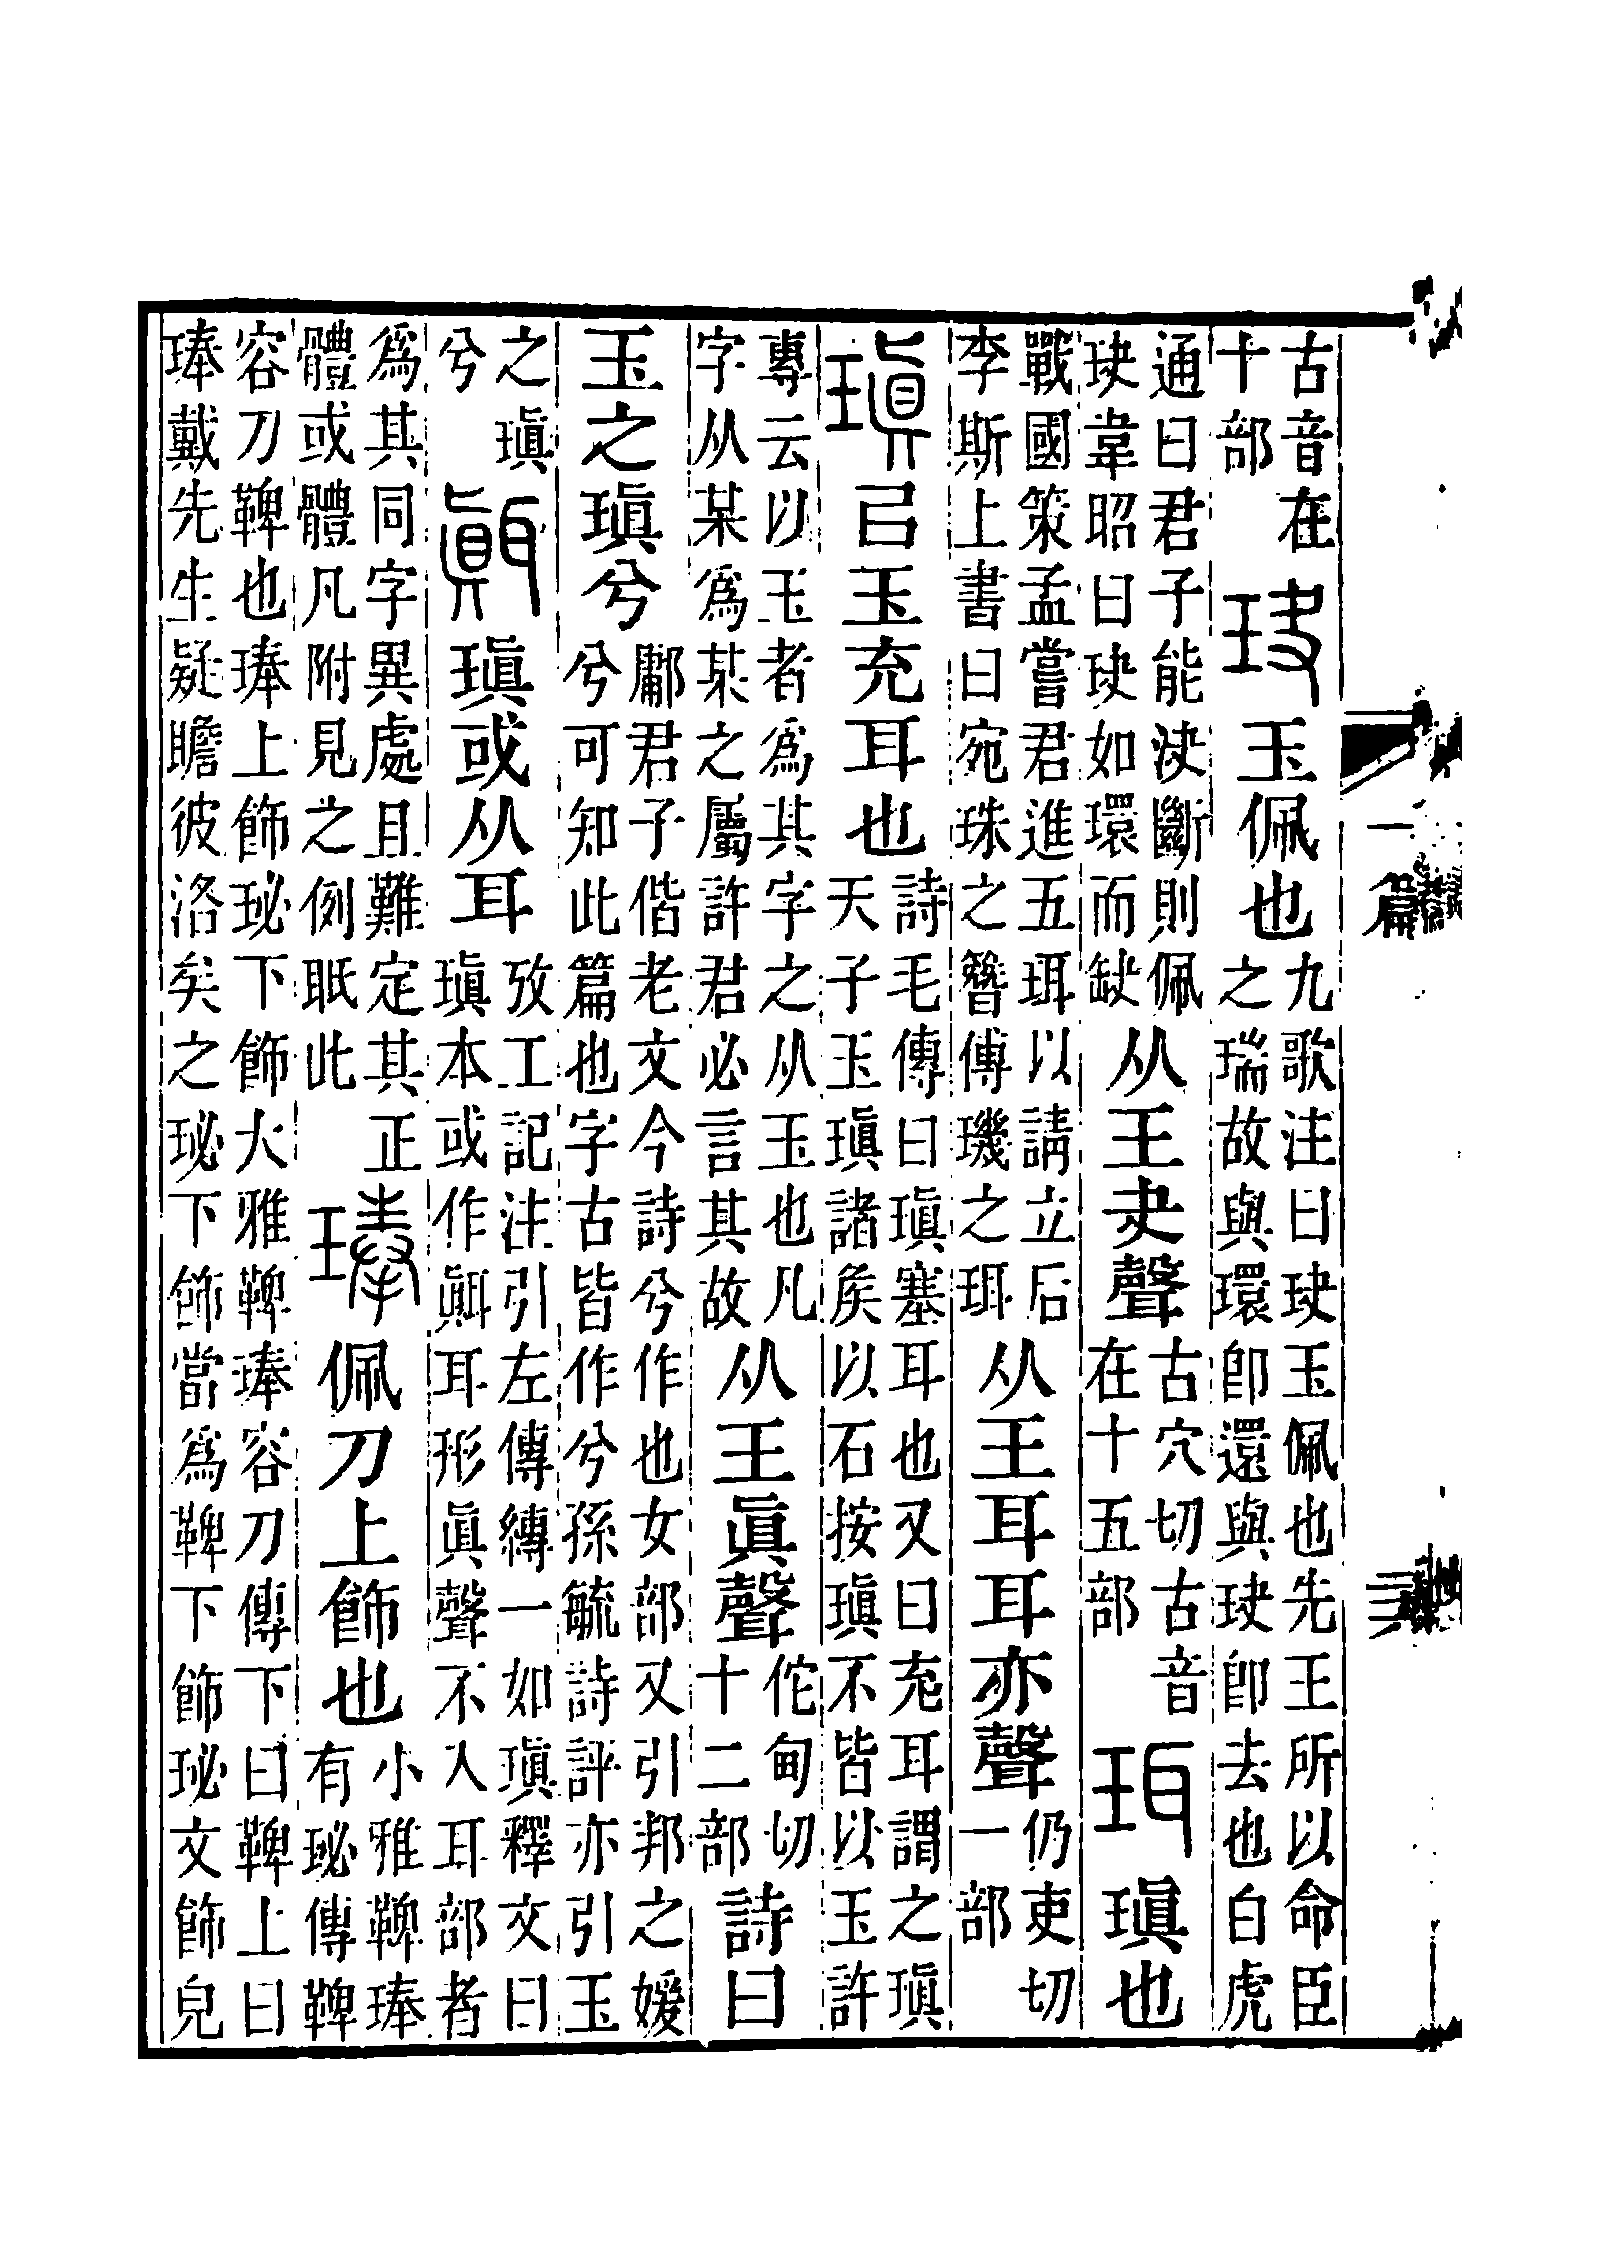 古音在十部玦玉佩也九歌注曰玦玉佩也先王所以命臣之瑞故與環卽還與玦卽去也白虎
通曰君子能決斷則佩玦韋昭曰玦如環而缺从王夬聲古穴切古音在十五部珥瑱也
戰國策孟嘗君進五珥以請立后李斯上書曰宛珠之簪傅璣之珥从王耳耳亦聲仍吏切一部
瑱㠯玉充耳也詩毛傳曰瑱塞耳也又曰充耳謂之瑱天子玉瑱諸矦以石按瑱不皆以玉許
專云以玉者爲其字之从玉也凡字从某爲某之屬許君必言其故从王眞聲佗甸切十二部詩曰
玉之瑱兮鄘君子偕老文今詩兮作也女部又引邦之媛兮可知此篇也字古皆作兮孫毓詩評亦引玉
之瑱兮䏙瑱或从耳攷工記注引左傳縛一如瑱釋文曰瑱本或作䏙耳形眞聲不入耳部者
爲其同字異處且難定其正體或體凡附見之例眡此琫佩刀上飾也小雅鞞琫有珌傳鞞
容刀鞞也琫上飾珌下飾大雅鞞琫容刀傳下曰鞞上曰琫戴先生疑瞻彼洛矣之珌下飾當爲鞞下飾珌文飾皃
一篇